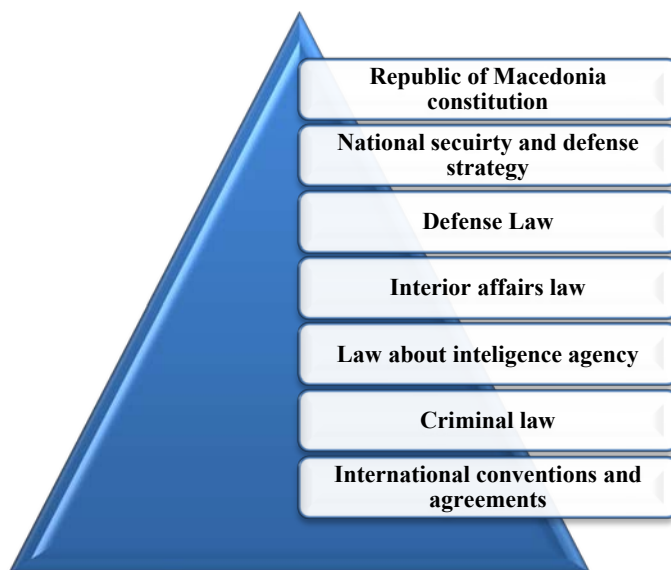 Republic of Macedonia
constitution
National secuirty and defense
strategy
Defense Law
Interior affairs law
Law about inteligence agency
Criminal law
International conventions and
agreements